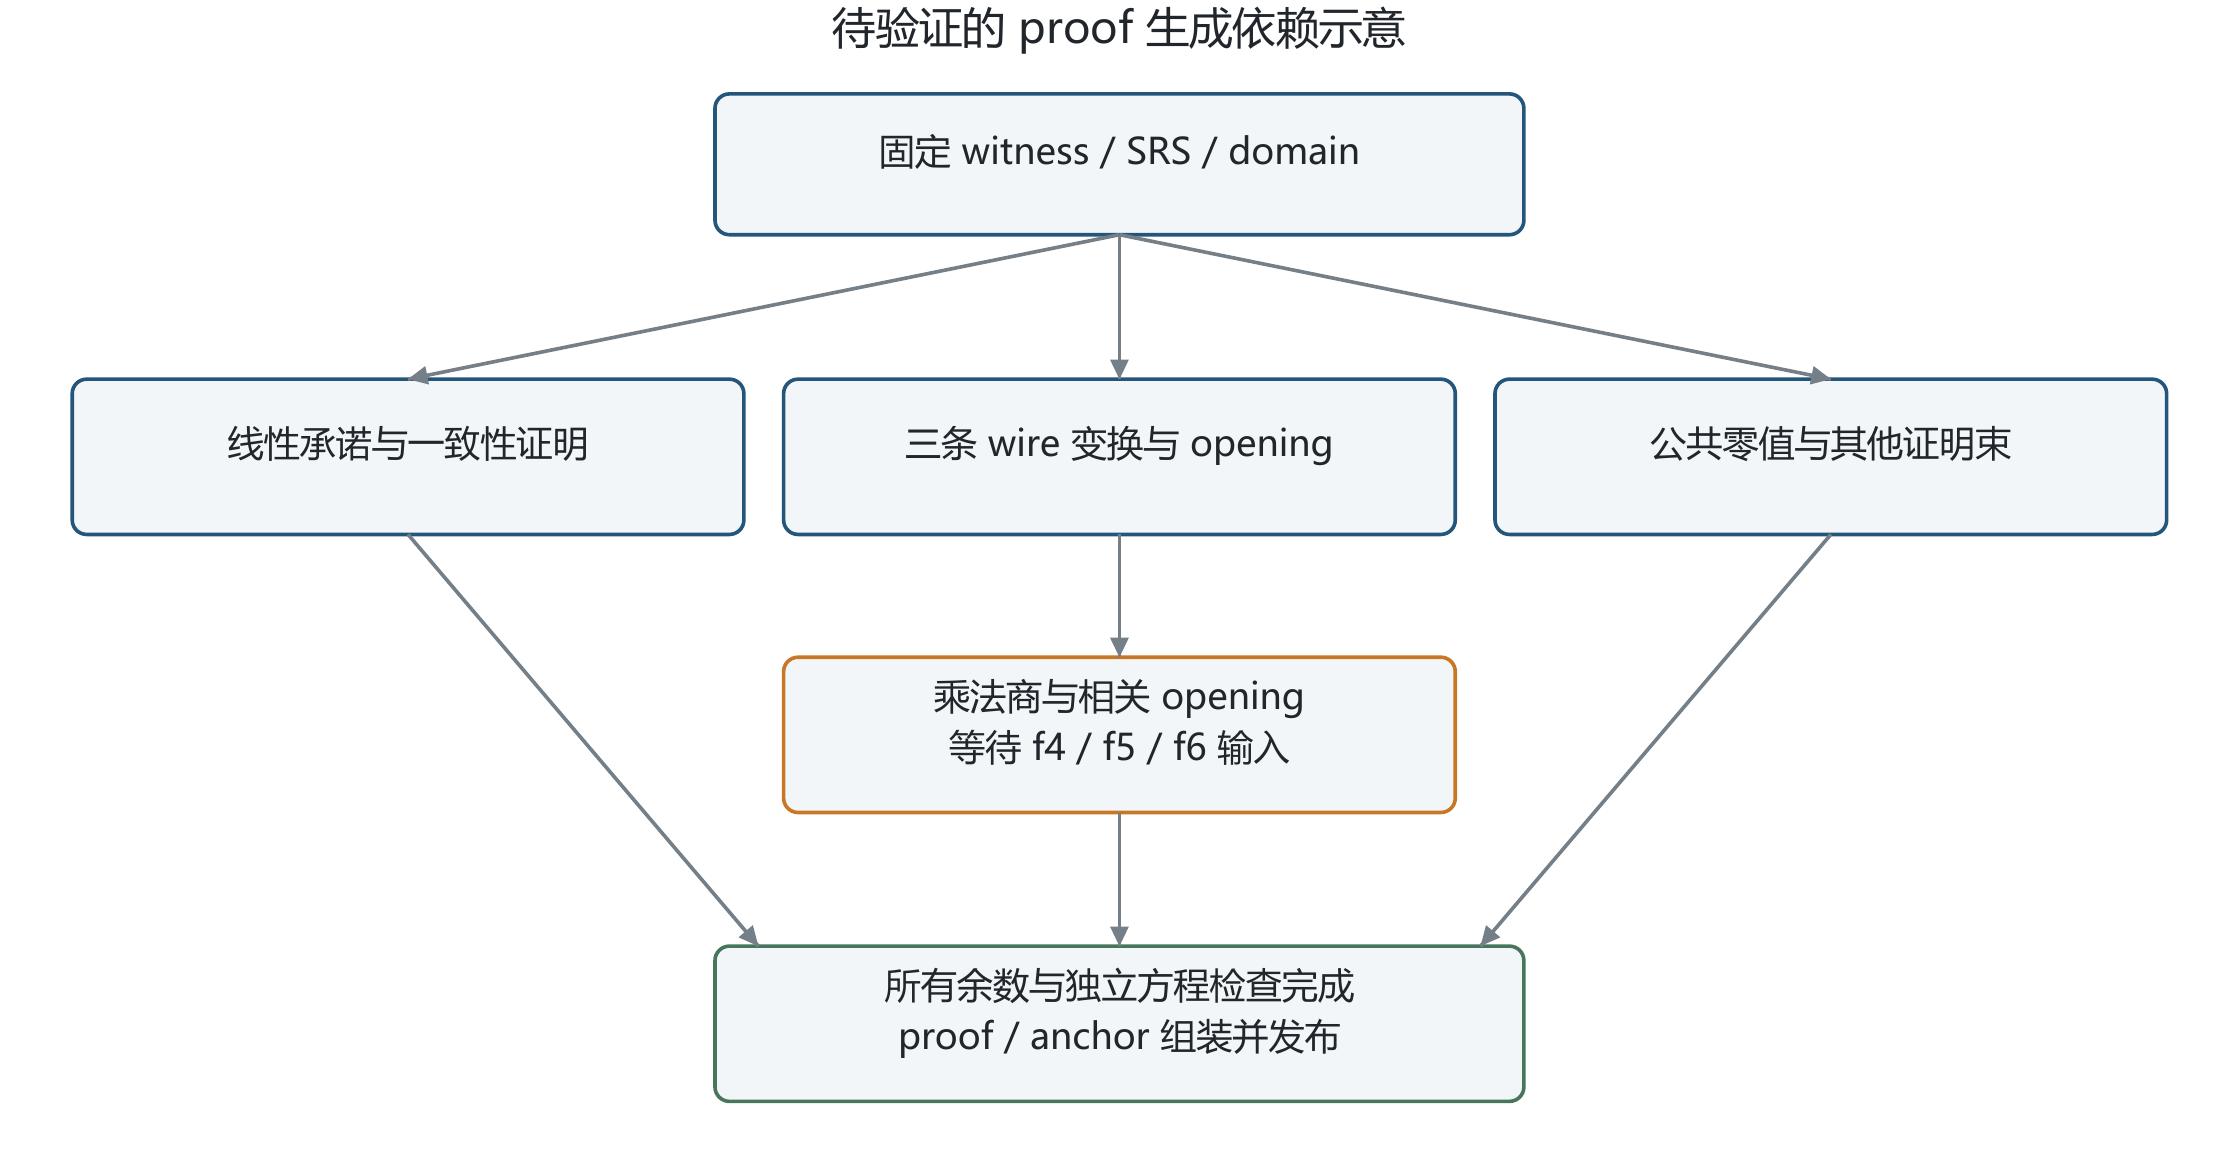 待验证的 proof 生成依赖示意
固定 witness / SRS / domain
线性承诺与一致性证明
三条 wire 变换与 opening
公共零值与其他证明束
乘法商与相关 opening
等待 f4 / f5 / f6 输入
所有余数与独立方程检查完成
proof / anchor 组装并发布